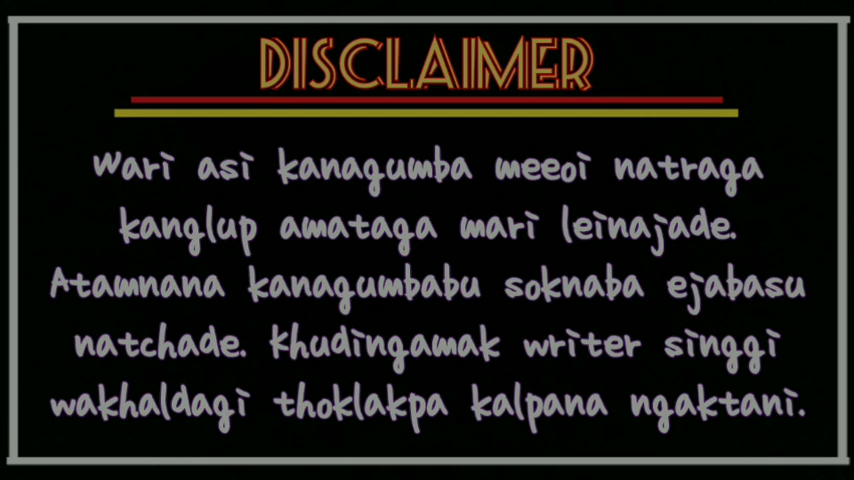 DISCLAIMER
Wari asi kanagumba meeoi natraga
kanglup amataga mari leinajade.
Atamnana kanagumbabu soknaba ejabasu
natchade. Khudingamak writer singgi
wakhaldagi thoklakpa kalpana ngaktani.